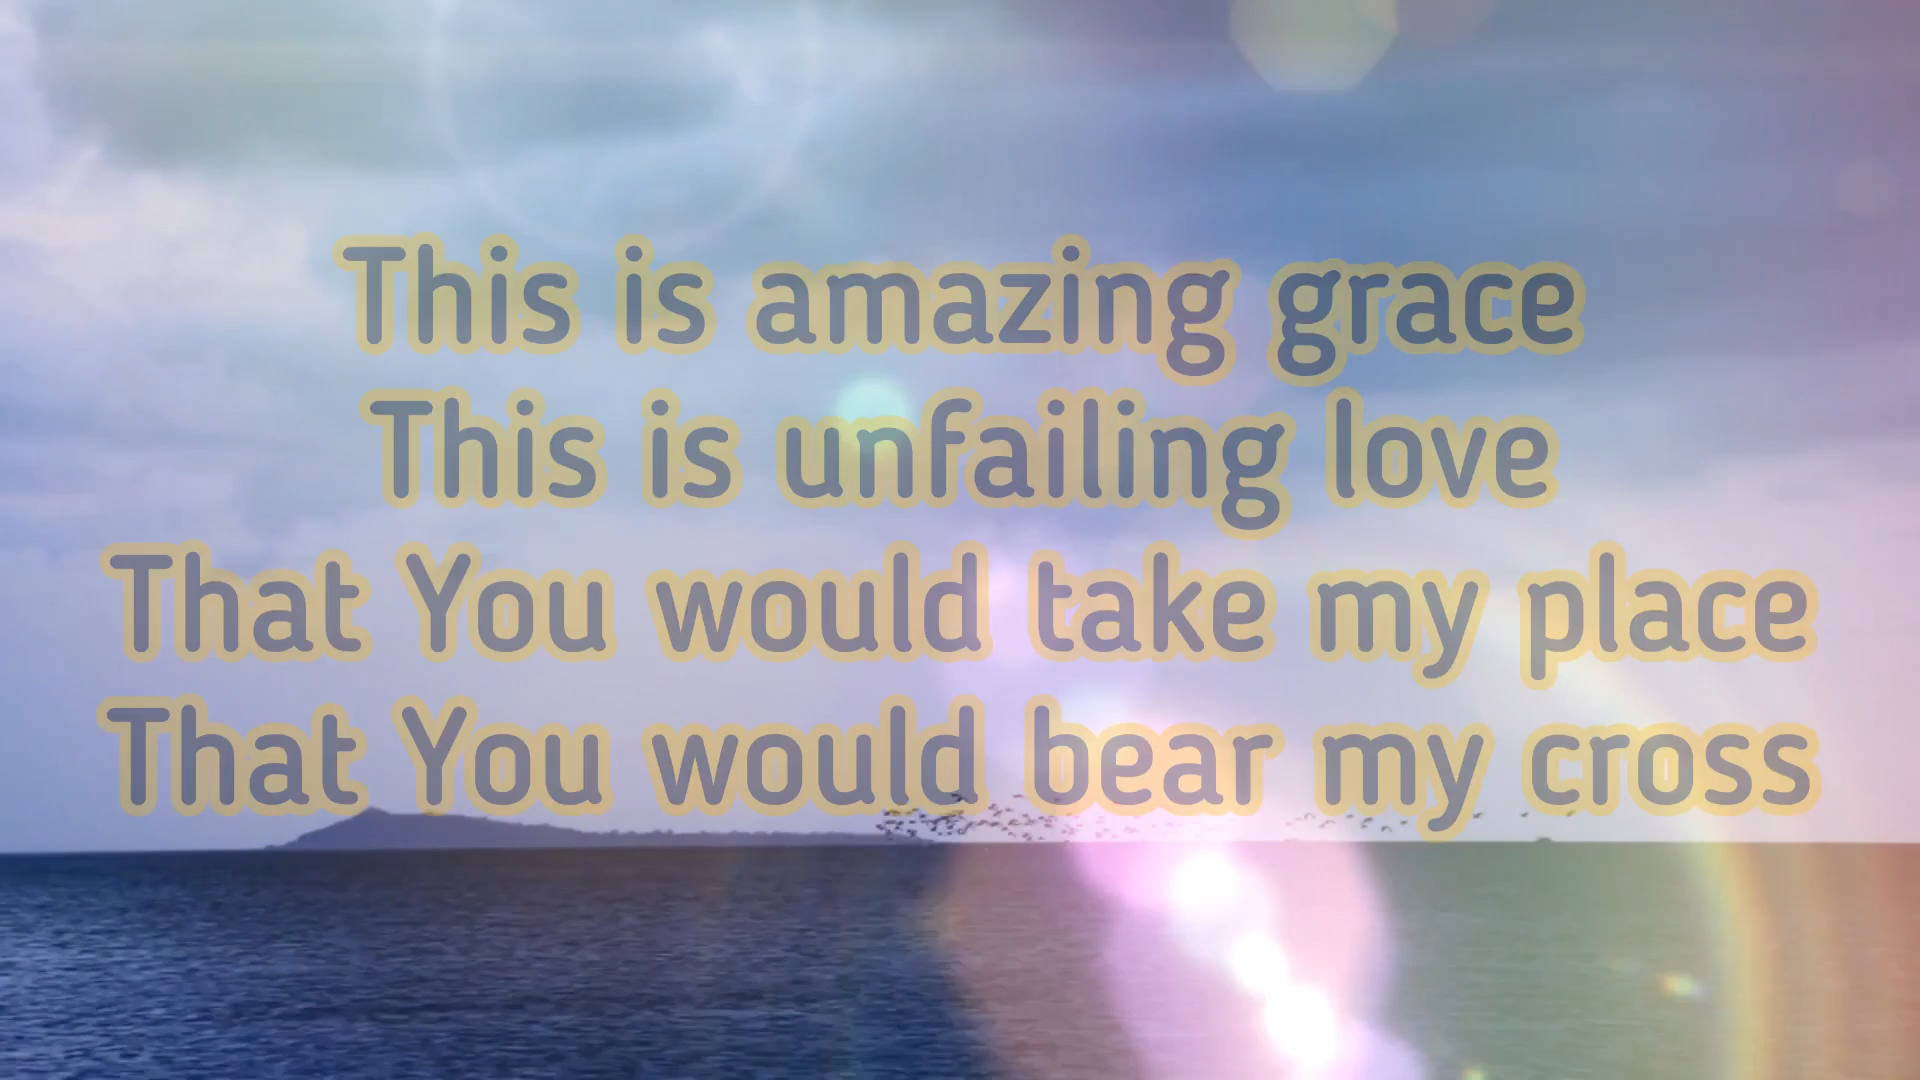 This is amazing grace
This is unfailing love
That You would take my place
That You would bear my cross